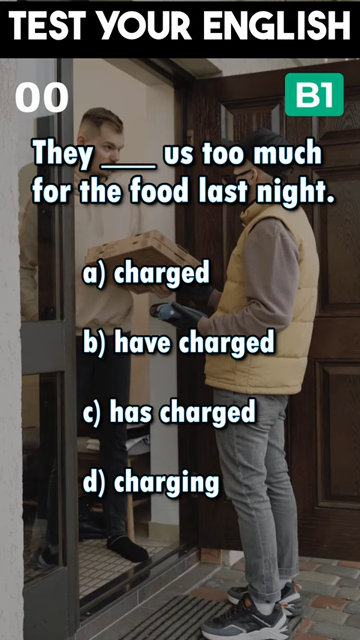 TEST YOUR ENGLISH
00
B1
They ___ us too much
for the food last night.
a) charged
b) have charged
c) has charged
d) charging